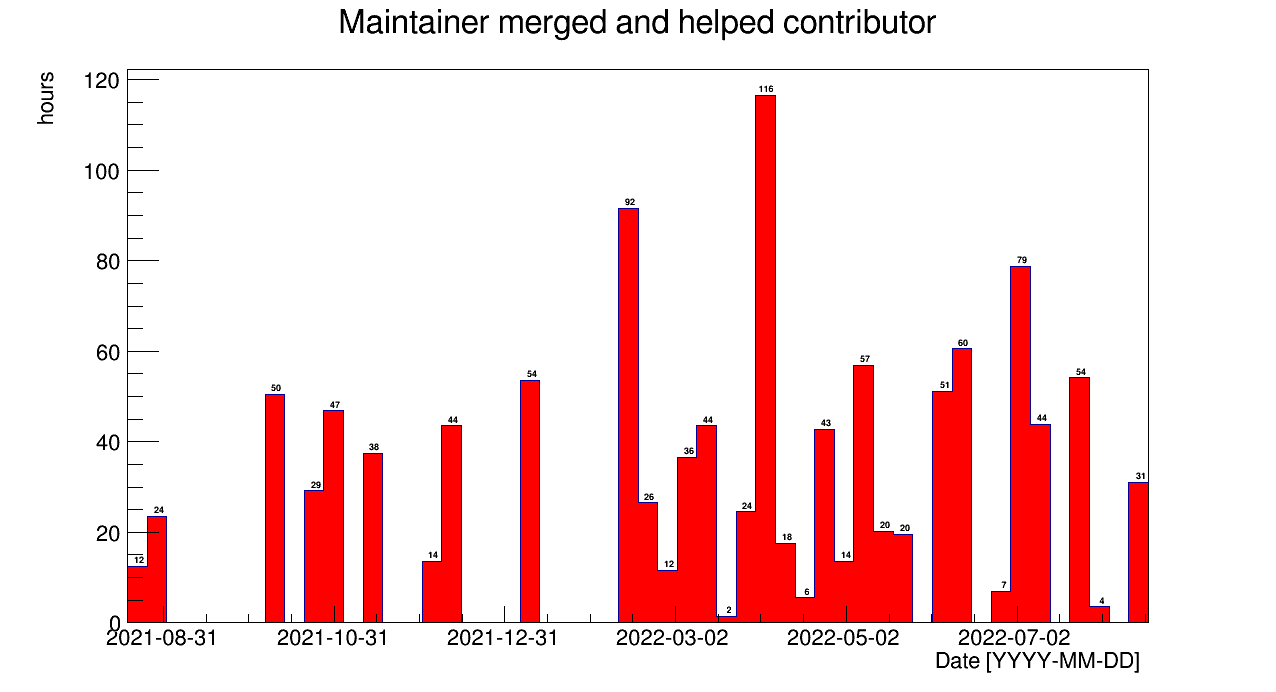 Maintainer merged and helped contributor
hours
120
100
80
60
40
20
0
12 24 50 29 47 38 14 44 54 92 26 12 36 44 2 24 116 18 6 43 14 57 20 20 51 60 7 79 44 54 4 31
2021-08-31 2021-10-31 2021-12-31 2022-03-02 2022-05-02 2022-07-02
Date [YYYY-MM-DD]